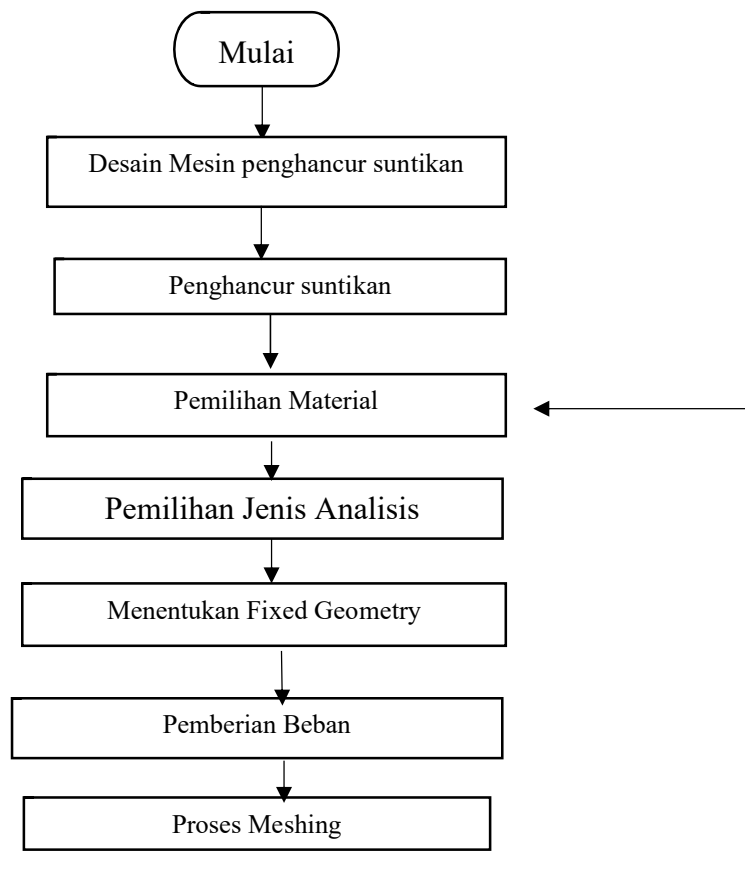 Mulai
Desain Mesin penghancur suntikan
Penghancur suntikan
Pemilihan Material
Pemilihan Jenis Analisis
Menentukan Fixed Geometry
Pemberian Beban
Proses Meshing